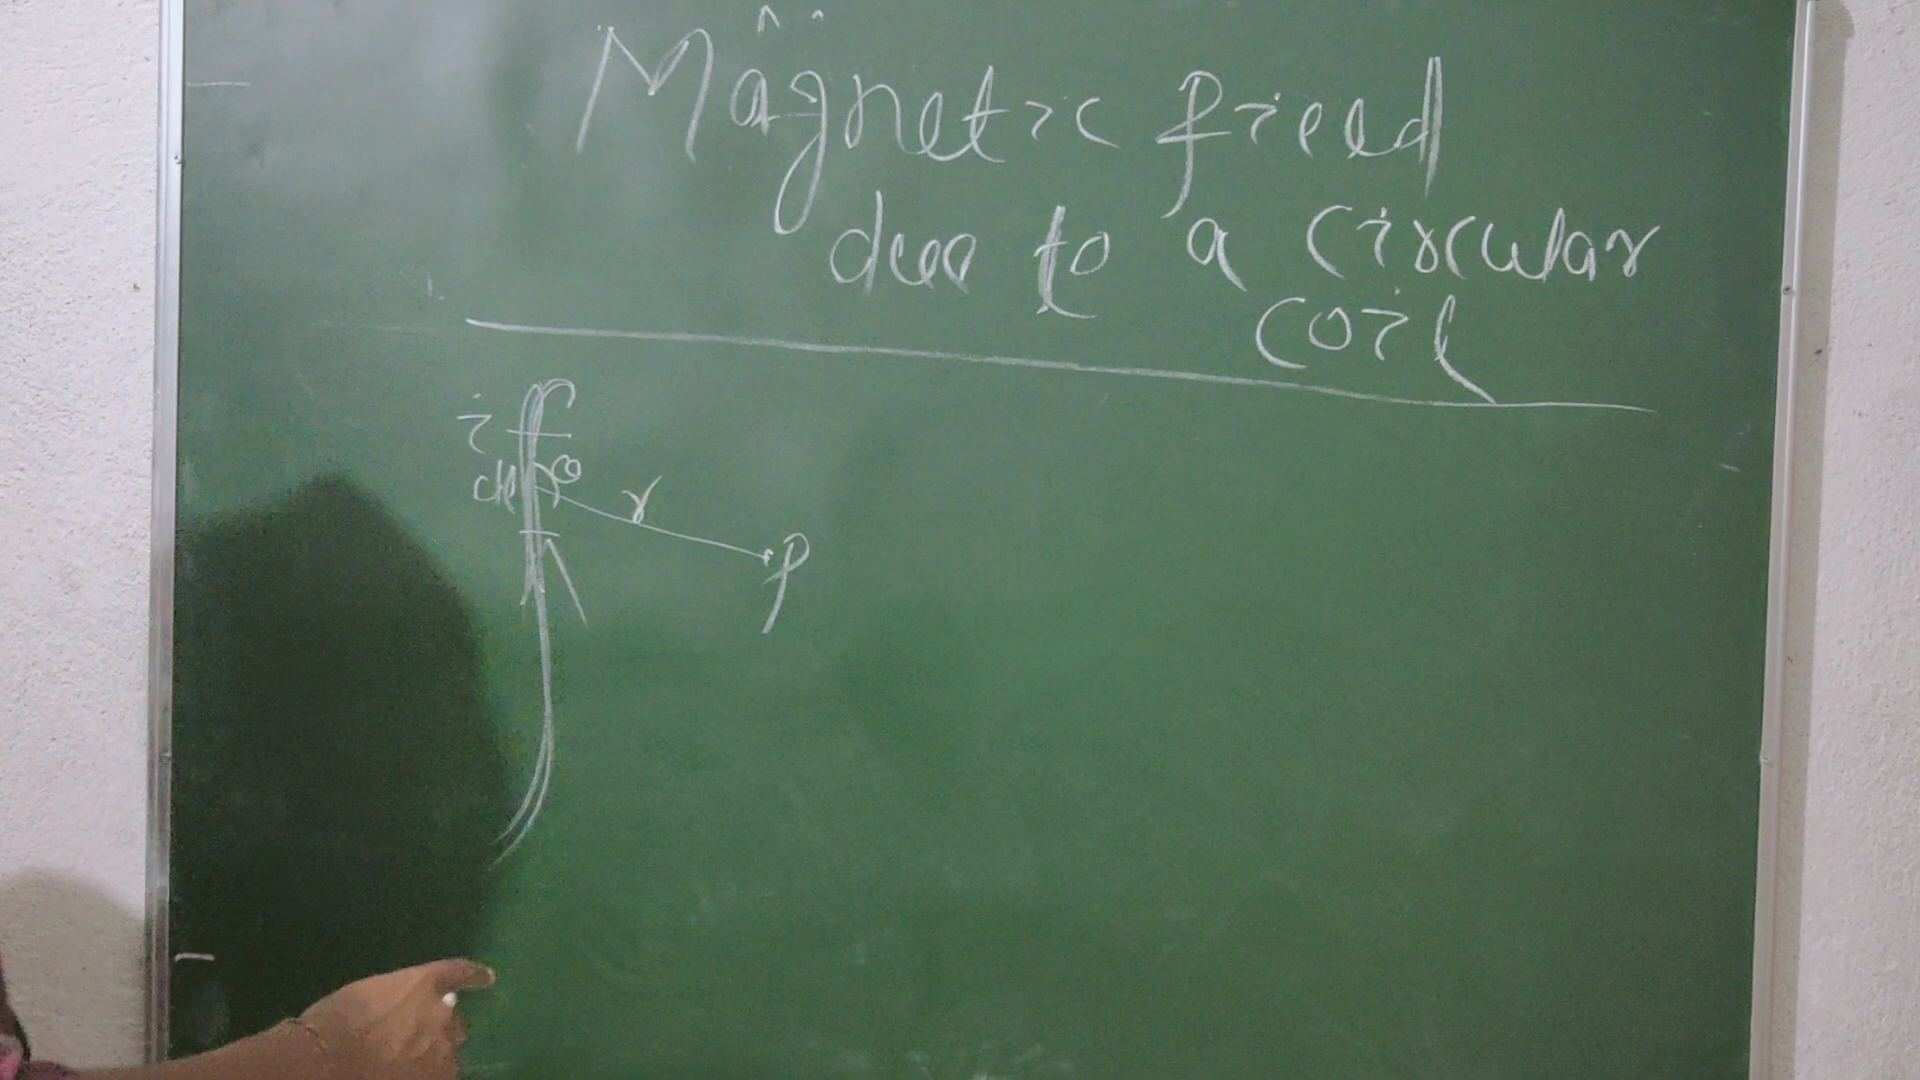 Magnetic field
due to a circular
coil
i
dl θ
r
P